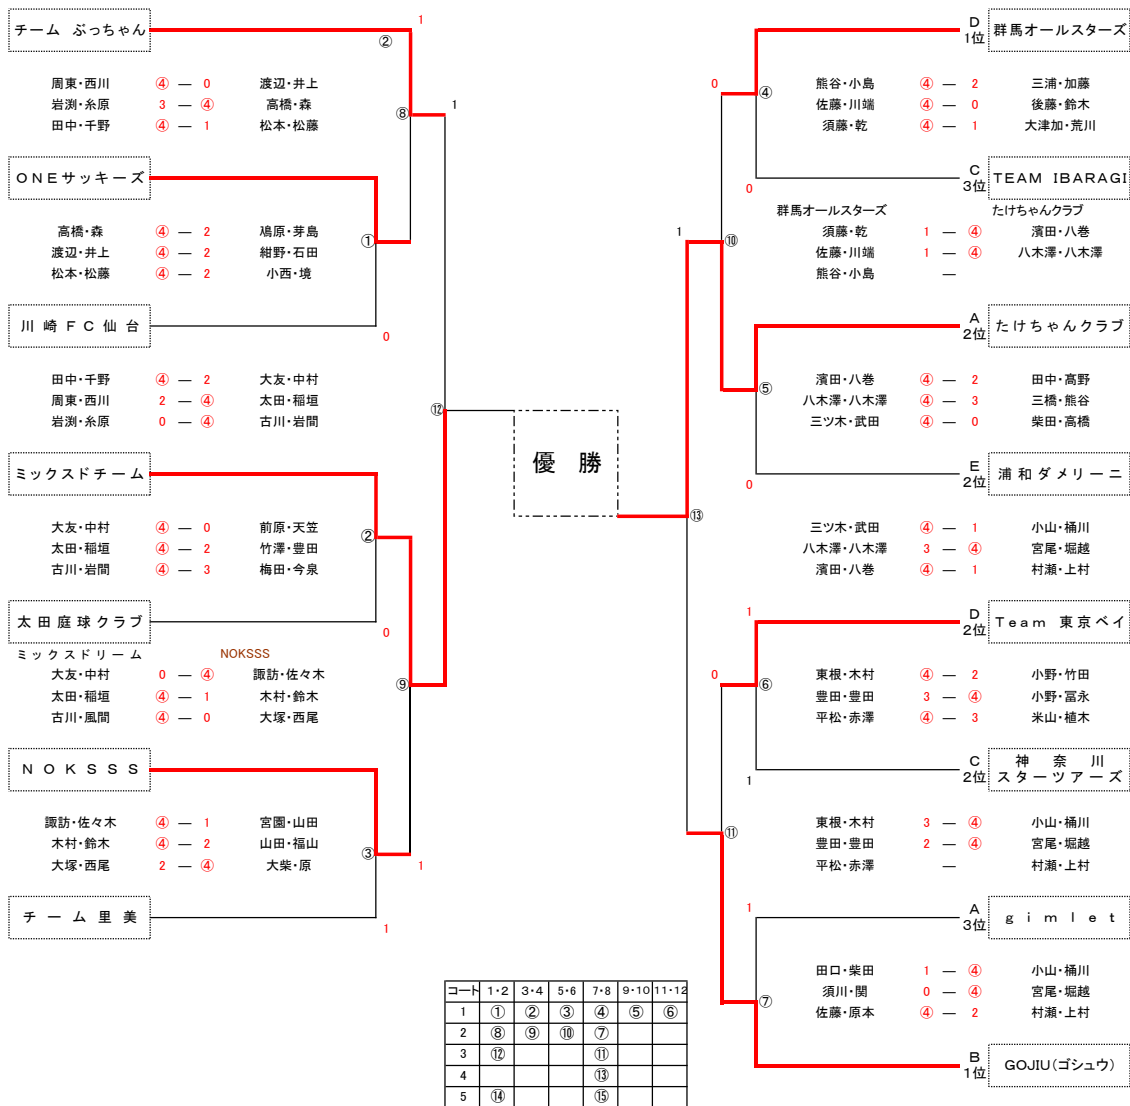 チーム ぶっちゃん
1
②
周東・西川 ④ — 0 渡辺・井上
岩渕・糸原 3 — ④ 高橋・森
田中・千野 ④ — 1 松本・松藤
⑧
1
ONEサッキーズ
高橋・森 ④ — 2 鳰原・芽島
渡辺・井上 ④ — 2 紺野・石田
松本・松藤 ④ — 2 小西・境
①
川崎FC仙台
0
田中・千野 ④ — 2 大友・中村
周東・西川 2 — ④ 太田・稲垣
岩渕・糸原 0 — ④ 古川・岩間
⑫
ミックスドチーム
大友・中村 ④ — 0 前原・天笠
太田・稲垣 ④ — 2 竹澤・豊田
古川・岩間 ④ — 3 梅田・今泉
②
太田庭球クラブ
0
ミックスドリーム NOKSSS
大友・中村 0 — ④ 諏訪・佐々木
太田・稲垣 ④ — 1 木村・鈴木
古川・風間 ④ — 0 大塚・西尾
⑨
NOKSSS
諏訪・佐々木 ④ — 1 宮園・山田
木村・鈴木 ④ — 2 山田・福山
大塚・西尾 2 — ④ 大柴・原
③
1
チーム里美
1
優 勝
D
1位
群馬オールスターズ
0
④
熊谷・小島 ④ — 2 三浦・加藤
佐藤・川端 ④ — 0 後藤・鈴木
須藤・乾 ④ — 1 大津加・荒川
C
3位
TEAM IBARAGI
0
群馬オールスターズ たけちゃんクラブ
1
⑩
須藤・乾 1 — ④ 濱田・八巻
佐藤・川端 1 — ④ 八木澤・八木澤
熊谷・小島 —
A
2位
たけちゃんクラブ
⑤
濱田・八巻 ④ — 2 田中・髙野
八木澤・八木澤 ④ — 3 三橋・熊谷
三ツ木・武田 ④ — 0 柴田・高橋
E
2位
浦和ダメリーニ
0
⑬
三ツ木・武田 ④ — 1 小山・桶川
八木澤・八木澤 3 — ④ 宮尾・堀越
濱田・八巻 ④ — 1 村瀬・上村
D
2位
Team 東京ベイ
1
0
⑥
東根・木村 ④ — 2 小野・竹田
豊田・豊田 3 — ④ 小野・冨永
平松・赤澤 ④ — 3 米山・植木
C
2位
神奈川
スターツアーズ
1
⑪
東根・木村 3 — ④ 小山・桶川
豊田・豊田 2 — ④ 宮尾・堀越
平松・赤澤 — 村瀬・上村
A
3位
gimlet
1
⑦
田口・柴田 1 — ④ 小山・桶川
須川・関 0 — ④ 宮尾・堀越
佐藤・原本 ④ — 2 村瀬・上村
B
1位
GOJIU(ゴシュウ)
コート 1・2 3・4 5・6 7・8 9・10 11・12
1 ① ② ③ ④ ⑤ ⑥
2 ⑧ ⑨ ⑩ ⑦
3 ⑫ ⑪
4 ⑬
5 ⑭ ⑮